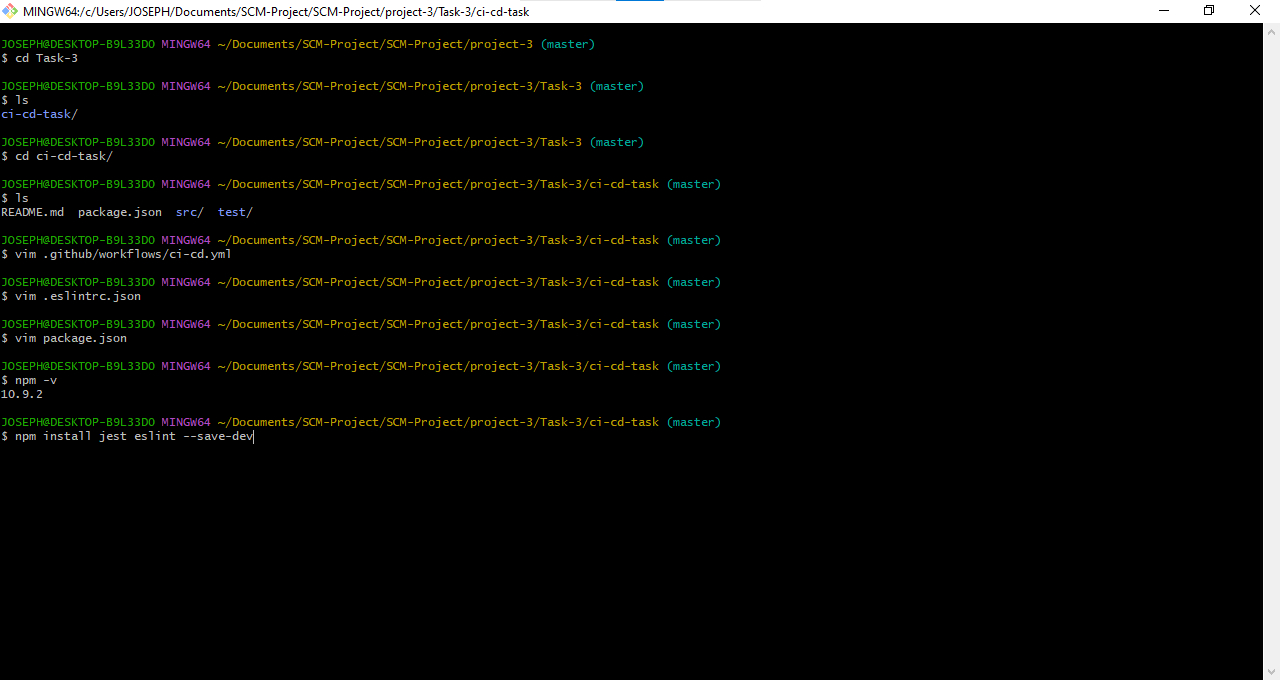 MINGW64:/c/Users/JOSEPH/Documents/SCM-Project/SCM-Project/project-3/Task-3/ci-cd-task
JOSEPH@DESKTOP-B9L33DO MINGW64 ~/Documents/SCM-Project/SCM-Project/project-3 (master)
$ cd Task-3
JOSEPH@DESKTOP-B9L33DO MINGW64 ~/Documents/SCM-Project/SCM-Project/project-3/Task-3 (master)
$ ls
ci-cd-task/
JOSEPH@DESKTOP-B9L33DO MINGW64 ~/Documents/SCM-Project/SCM-Project/project-3/Task-3 (master)
$ cd ci-cd-task/
JOSEPH@DESKTOP-B9L33DO MINGW64 ~/Documents/SCM-Project/SCM-Project/project-3/Task-3/ci-cd-task (master)
$ ls
README.md  package.json  src/  test/
JOSEPH@DESKTOP-B9L33DO MINGW64 ~/Documents/SCM-Project/SCM-Project/project-3/Task-3/ci-cd-task (master)
$ vim .github/workflows/ci-cd.yml
JOSEPH@DESKTOP-B9L33DO MINGW64 ~/Documents/SCM-Project/SCM-Project/project-3/Task-3/ci-cd-task (master)
$ vim .eslintrc.json
JOSEPH@DESKTOP-B9L33DO MINGW64 ~/Documents/SCM-Project/SCM-Project/project-3/Task-3/ci-cd-task (master)
$ vim package.json
JOSEPH@DESKTOP-B9L33DO MINGW64 ~/Documents/SCM-Project/SCM-Project/project-3/Task-3/ci-cd-task (master)
$ npm -v
10.9.2
JOSEPH@DESKTOP-B9L33DO MINGW64 ~/Documents/SCM-Project/SCM-Project/project-3/Task-3/ci-cd-task (master)
$ npm install jest eslint --save-dev